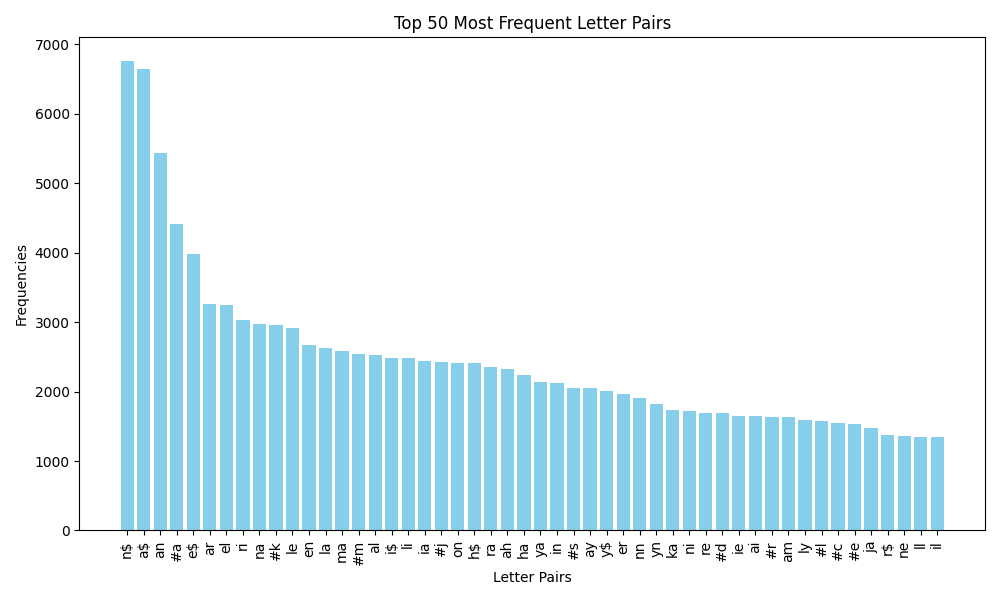 Top 50 Most Frequent Letter Pairs
7000
6000
5000
4000
3000
2000
1000
0
Frequencies
n$ a$ an #a e$ ar el ri na #k le en la ma #m al i$ li ia #j on h$ ra ah ha ya in #s ay y$ er nn yn ka ni re #d ie ai #r am ly #l #c #e ja r$ ne ll il
Letter Pairs